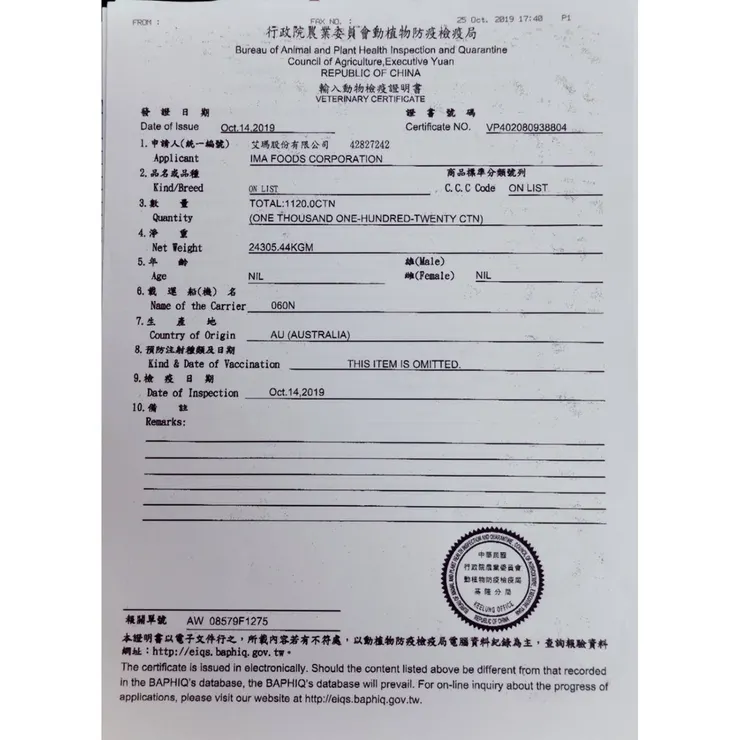 FROM : FAX NO. : 25 Oct. 2019 17:40 P1
行政院農業委員會動植物防疫檢疫局
Bureau of Animal and Plant Health Inspection and Quarantine
Council of Agriculture,Executive Yuan
REPUBLIC OF CHINA
輸入動物檢疫證明書
VETERINARY CERTIFICATE
發證日期 證書號碼
Date of Issue Oct.14,2019 Certificate NO. VP402080938804
1.申請人(統一編號) 艾瑪股份有限公司 42827242
Applicant IMA FOODS CORPORATION
2.品名或品種 商品標準分類號列
Kind/Breed ON LIST C.C.C Code ON LIST
3.數 量 TOTAL:1120.0CTN
Quantity (ONE THOUSAND ONE-HUNDRED-TWENTY CTN)
4.淨 重
Net Weight 24305.44KGM
5.年 齡 雄(Male)
Age NIL 雌(Female) NIL
6.載運船(機)名
Name of the Carrier 060N
7.生 產 地
Country of Origin AU (AUSTRALIA)
8.預防注射種類及日期
Kind & Date of Vaccination THIS ITEM IS OMITTED.
9.檢疫日期
Date of Inspection Oct.14,2019
10.備 註
Remarks:
BUREAU OF ANIMAL AND PLANT HEALTH INSPECTION AND QUARANTINE, COUNCIL OF AGRICULTURE, EXECUTIVE YUAN
中華民國
行政院農業委員會
動植物防疫檢疫局
基隆分局
KEELUNG OFFICE
REPUBLIC OF CHINA
報關單號 AW 08579F1275
本證明書以電子文件行之，所載內容若有不符處，以動植物防疫檢疫局電腦資料紀錄為主，查詢報驗資料
網址：http://eiqs.baphiq.gov.tw。
The certificate is issued in electronically. Should the content listed above be different from that recorded
in the BAPHIQ's database, the BAPHIQ's database will prevail. For on-line inquiry about the progress of
applications, please visit our website at http://eiqs.baphiq.gov.tw.